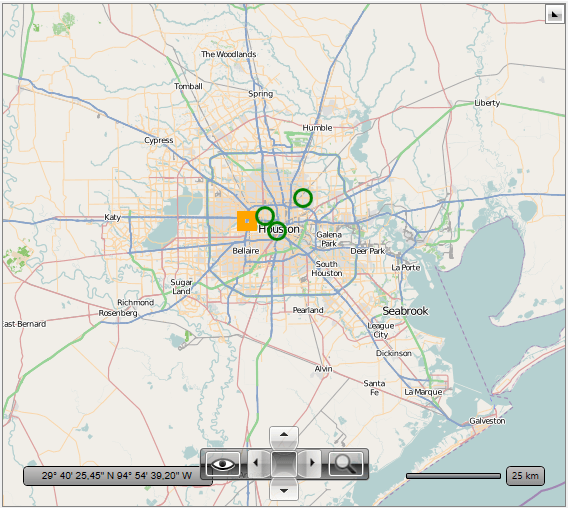 The Woodlands
Tomball
Spring
Liberty
Humble
Cypress
Katy
Houston
Galena
Park
Bellaire
Deer Park
South
Houston
La Porte
Sugar
Land
Richmond
Rosenberg
Pearland
Seabrook
East Bernard
League
City
Dickinson
Alvin
Santa
Fe
La Marque
Galveston
29° 40' 25,45" N 94° 54' 39,20" W
25 km